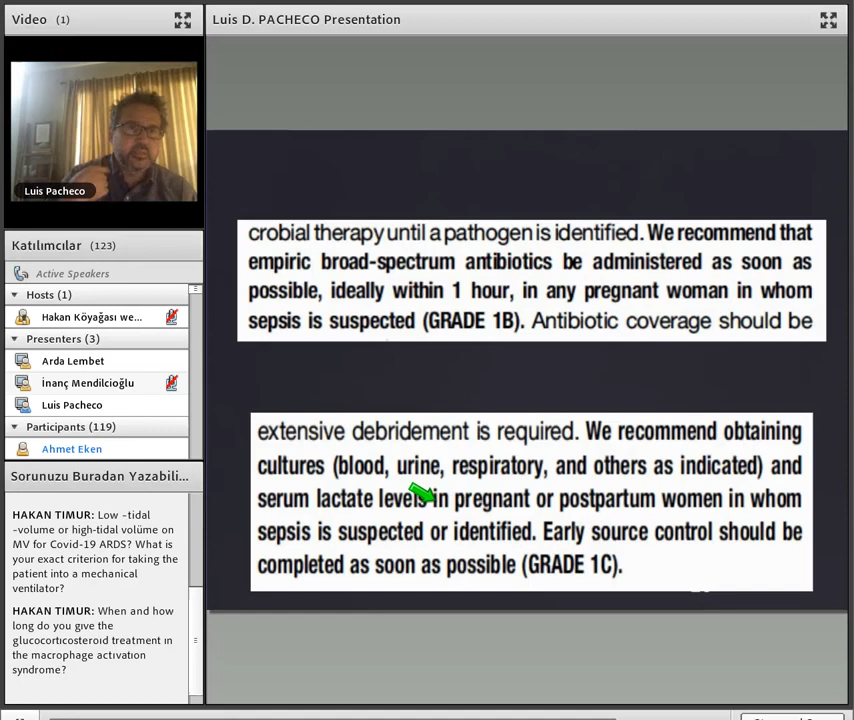 Video (1)
Luis Pacheco
Katılımcılar (123)
Active Speakers
Hosts (1)
Hakan Köyağası we...
Presenters (3)
Arda Lembet
İnanç Mendilcioğlu
Luis Pacheco
Participants (119)
Ahmet Eken
Sorunuzu Buradan Yazabili...
HAKAN TIMUR: Low -tidal
-volume or high-tidal volüme on
MV for Covid-19 ARDS? What is
your exact criterion for taking the
patient into a mechanical
ventilator?
HAKAN TIMUR: When and how
long do you gıve the
glucocortıcosteroıd treatment ın
the macrophage actıvatıon
syndrome?
Luis D. PACHECO Presentation
crobial therapy until a pathogen is identified. We recommend that
empiric broad-spectrum antibiotics be administered as soon as
possible, ideally within 1 hour, in any pregnant woman in whom
sepsis is suspected (GRADE 1B). Antibiotic coverage should be
extensive debridement is required. We recommend obtaining
cultures (blood, urine, respiratory, and others as indicated) and
serum lactate levels in pregnant or postpartum women in whom
sepsis is suspected or identified. Early source control should be
completed as soon as possible (GRADE 1C).